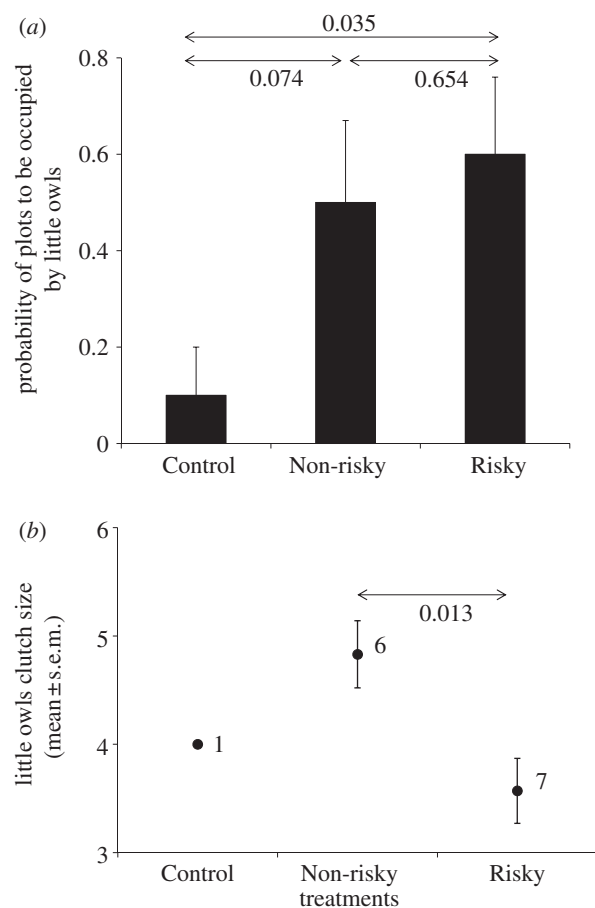 (a)
0.035
0.074 0.654
0.8
0.6
0.4
0.2
0
probability of plots to be occupied
by little owls
Control Non-risky Risky
(b)
6
5
4
3
little owls clutch size
(mean ± s.e.m.)
0.013
6
1
7
Control Non-risky Risky
treatments